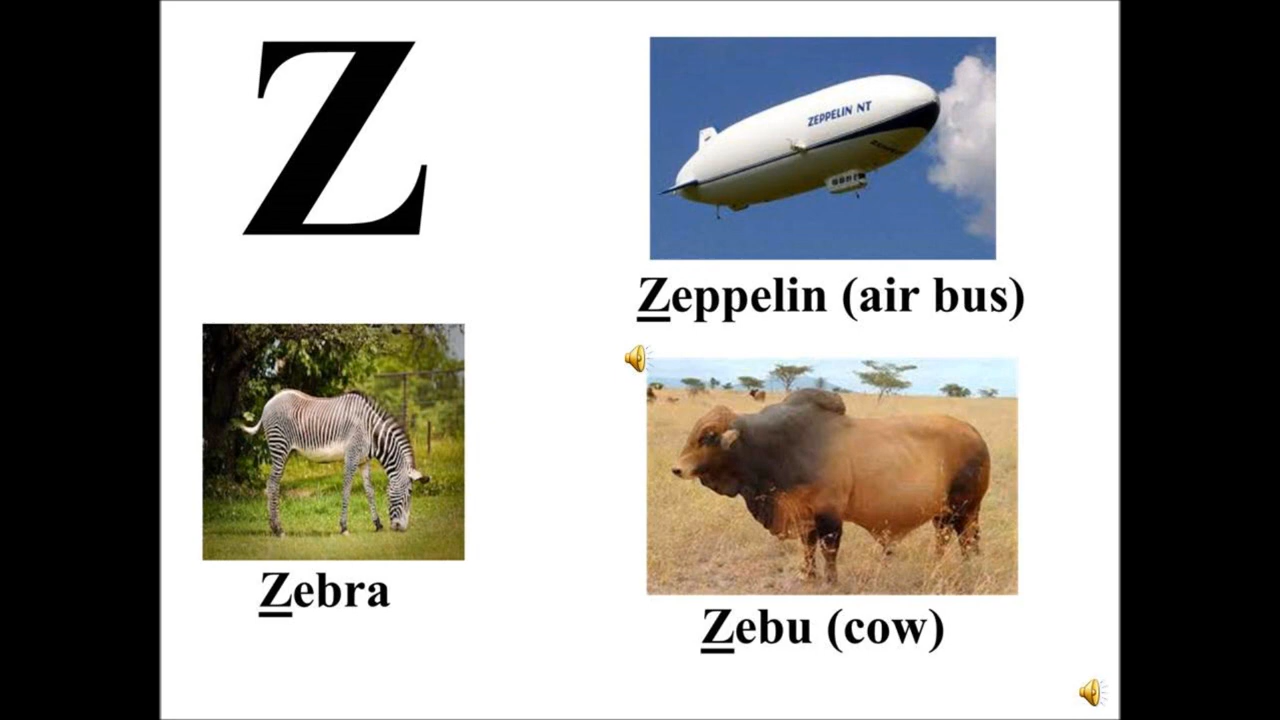 Z
ZEPPELIN NT
Zeppelin (air bus)
Zebra
Zebu (cow)